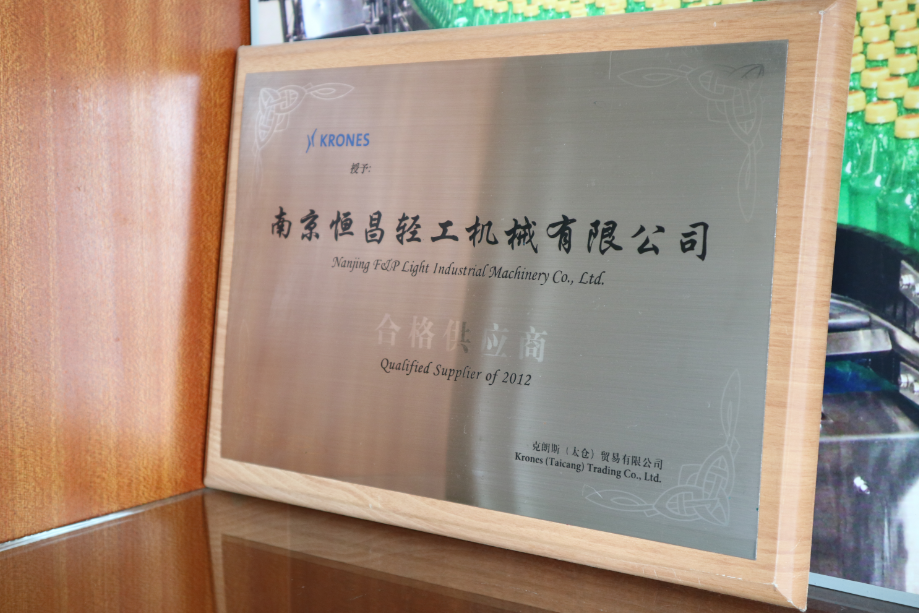 KRONES
授予:
南京恒昌轻工机械有限公司
Nanjing F&P Light Industrial Machinery Co., Ltd.
合格供应商
Qualified Supplier of 2012
克朗斯（太仓）贸易有限公司
Krones (Taicang) Trading Co., Ltd.